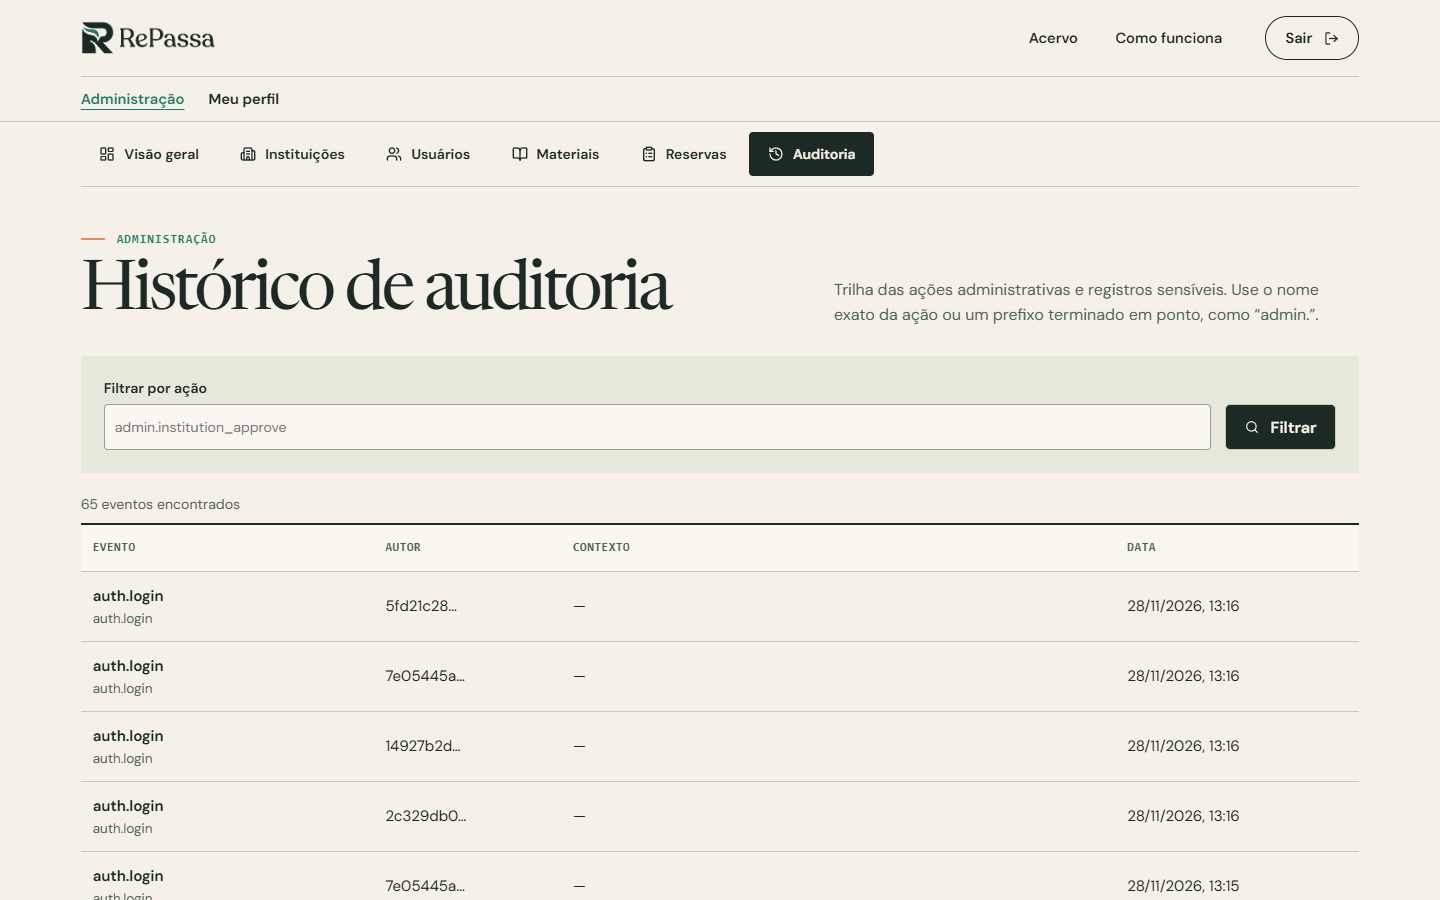 RePassa
Acervo
Como funciona
Sair
Administração
Meu perfil
Visão geral
Instituições
Usuários
Materiais
Reservas
Auditoria
ADMINISTRAÇÃO
Histórico de auditoria
Trilha das ações administrativas e registros sensíveis. Use o nome
exato da ação ou um prefixo terminado em ponto, como “admin.”.
Filtrar por ação
admin.institution_approve
Filtrar
65 eventos encontrados
EVENTO AUTOR CONTEXTO DATA
auth.login
auth.login
5fd21c28… — 28/11/2026, 13:16
auth.login
auth.login
7e05445a… — 28/11/2026, 13:16
auth.login
auth.login
14927b2d… — 28/11/2026, 13:16
auth.login
auth.login
2c329db0… — 28/11/2026, 13:16
auth.login
auth.login
7e05445a… — 28/11/2026, 13:15